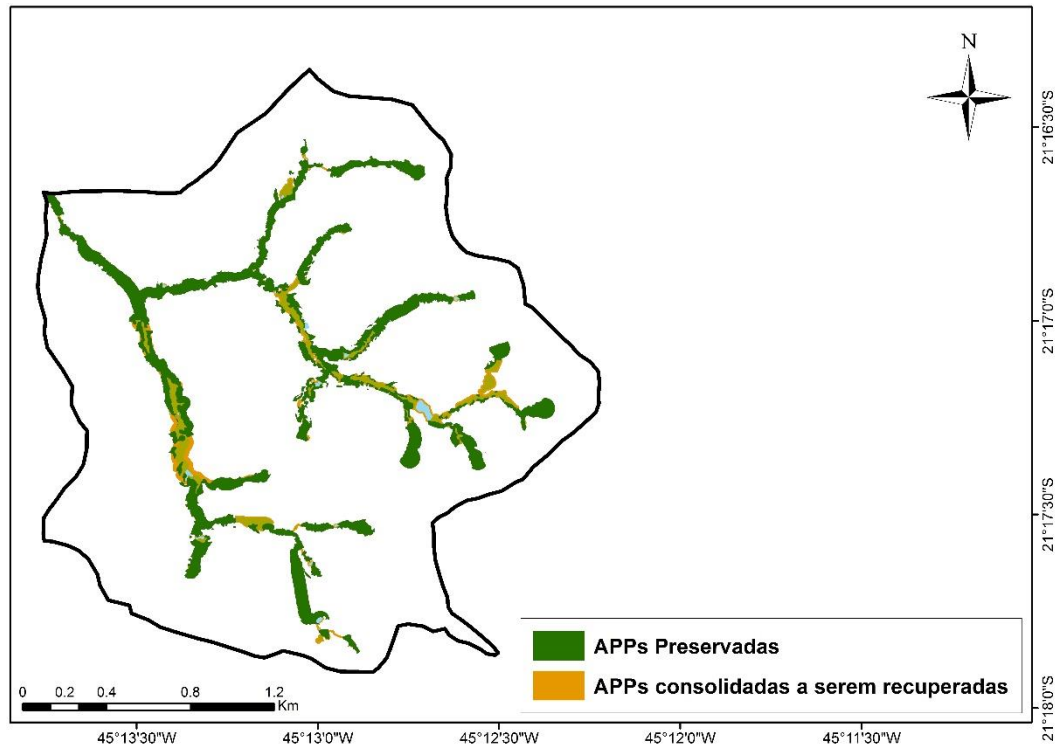 N
21°16'30"S
21°17'0"S
21°17'30"S
21°18'0"S
APPs Preservadas
APPs consolidadas a serem recuperadas
0 0.2 0.4 0.8 1.2
Km
45°13'30"W 45°13'0"W 45°12'30"W 45°12'0"W 45°11'30"W